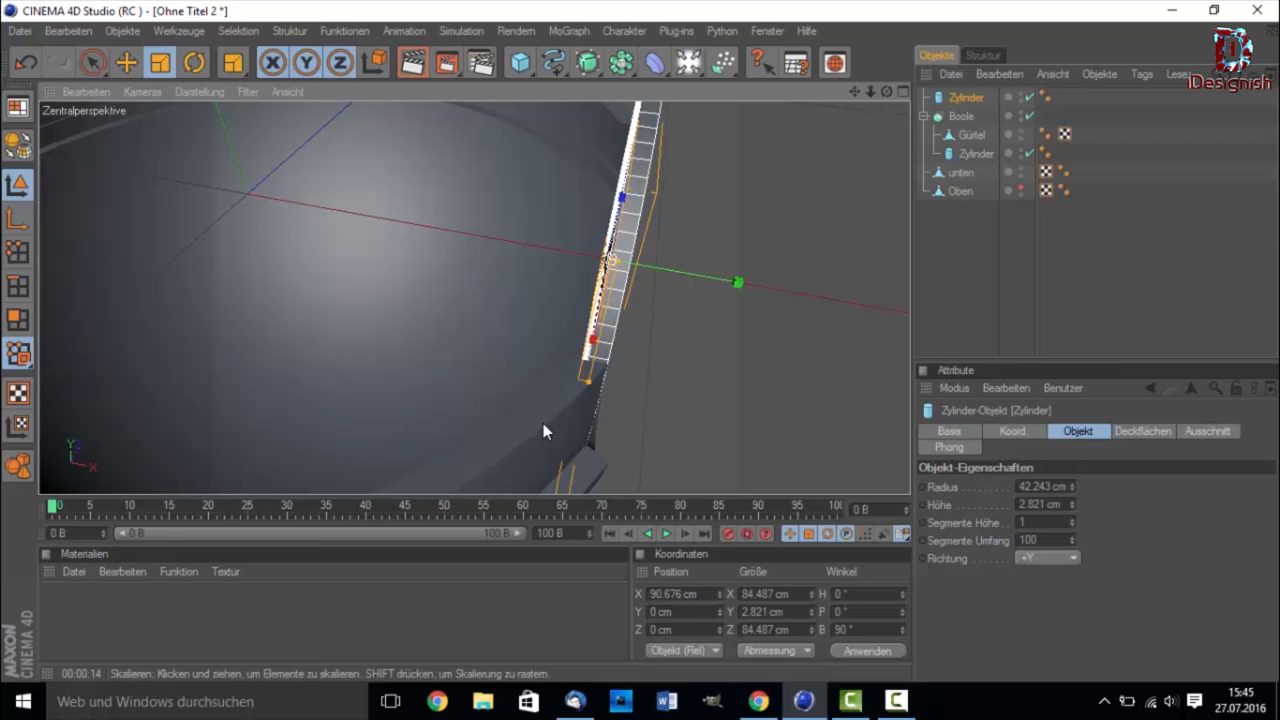 CINEMA 4D Studio (RC ) - [Ohne Titel 2 *]
Datei Bearbeiten Objekte Werkzeuge Selektion Struktur Funktionen Animation Simulation Rendern MoGraph Charakter Plug-ins Python Fenster Hilfe
Objekte Struktur
iDesignish
Datei Bearbeiten Ansicht Objekte Tags Lese
Bearbeiten Kameras Darstellung Filter Ansicht
Zentralperspektive
Zylinder
Boole
Gürtel
Zylinder
unten
Oben
Attribute
Modus Bearbeiten Benutzer
Zylinder-Objekt [Zylinder]
Basis Koord. Objekt Deckflächen Ausschnitt
Phong
Objekt-Eigenschaften
Radius 42.243 cm
Höhe 2.821 cm
Segmente Höhe 1
Segmente Umfang 100
Richtung +Y
Y Z X
0 5 10 15 20 25 30 35 40 45 50 55 60 65 70 75 80 85 90 95 100 0 B
0 B 0 B 100 B 100 B
Materialien
Datei Bearbeiten Funktion Textur
Koordinaten
Position Größe Winkel
X 90.676 cm X 84.487 cm H 0 °
Y 0 cm Y 2.821 cm P 0 °
Z 0 cm Z 84.487 cm B 90 °
Objekt (Rel) Abmessung Anwenden
MAXON
CINEMA 4D
00:00:14 Skalieren: Klicken und ziehen, um Elemente zu skalieren. SHIFT drücken, um Skalierung zu rastern.
Web und Windows durchsuchen
15:45
27.07.2016